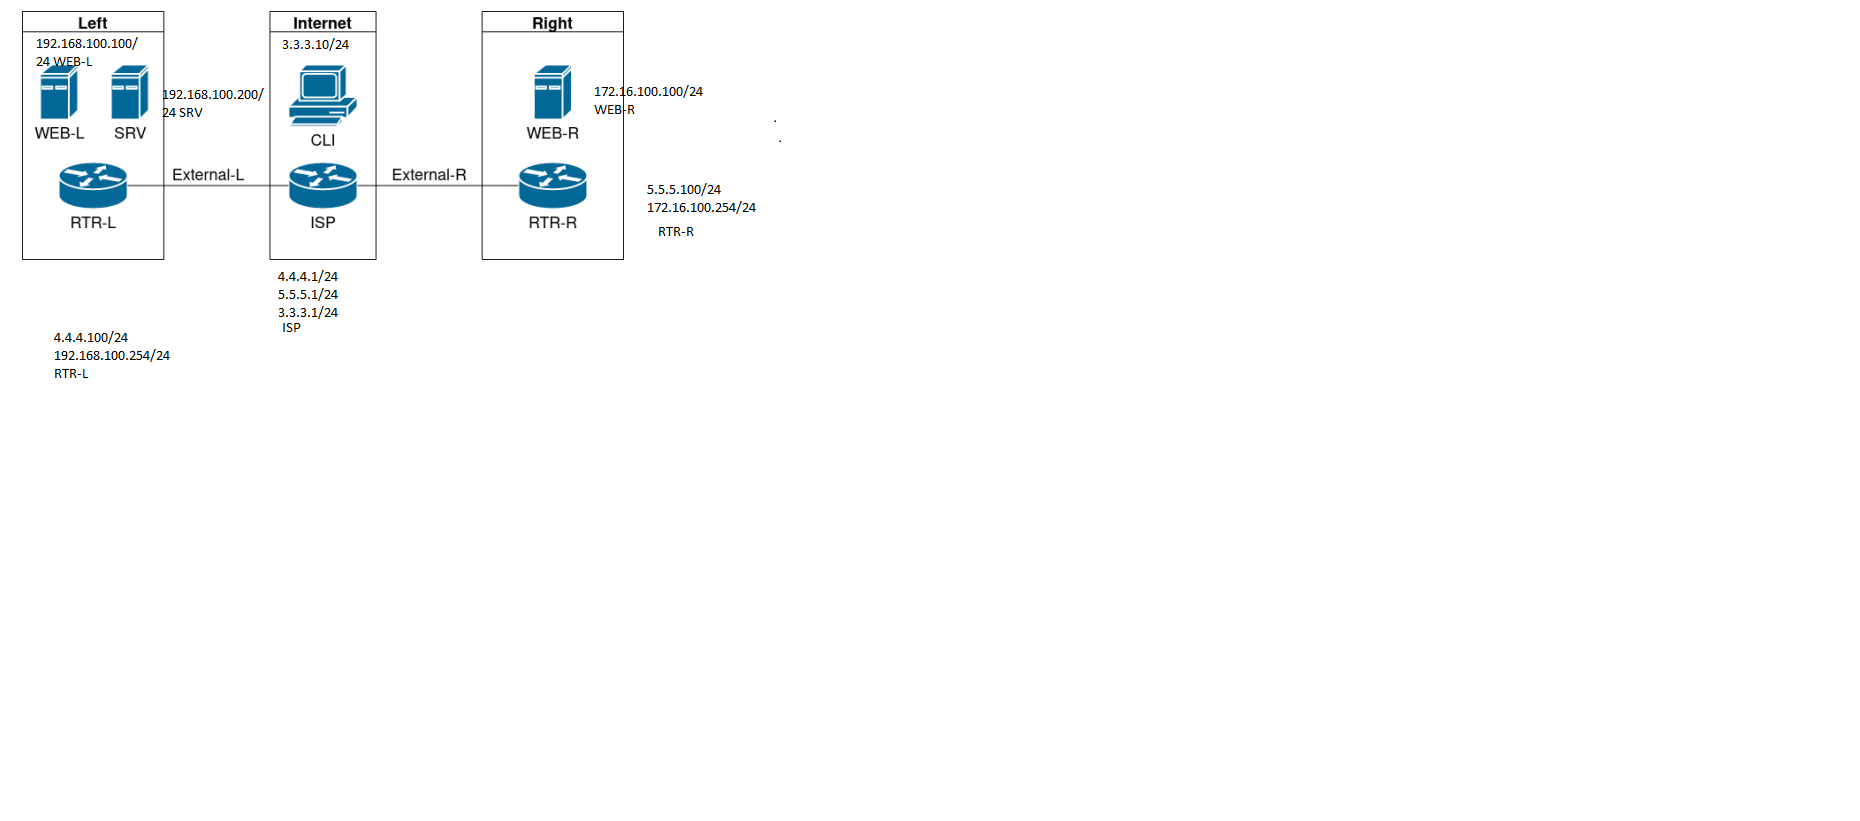 Left
192.168.100.100/
24 WEB-L
192.168.100.200/
24 SRV
WEB-L
SRV
RTR-L
External-L
4.4.4.100/24
192.168.100.254/24
RTR-L
Internet
3.3.3.10/24
CLI
ISP
4.4.4.1/24
5.5.5.1/24
3.3.3.1/24
ISP
External-R
Right
172.16.100.100/24
WEB-R
WEB-R
RTR-R
5.5.5.100/24
172.16.100.254/24
RTR-R